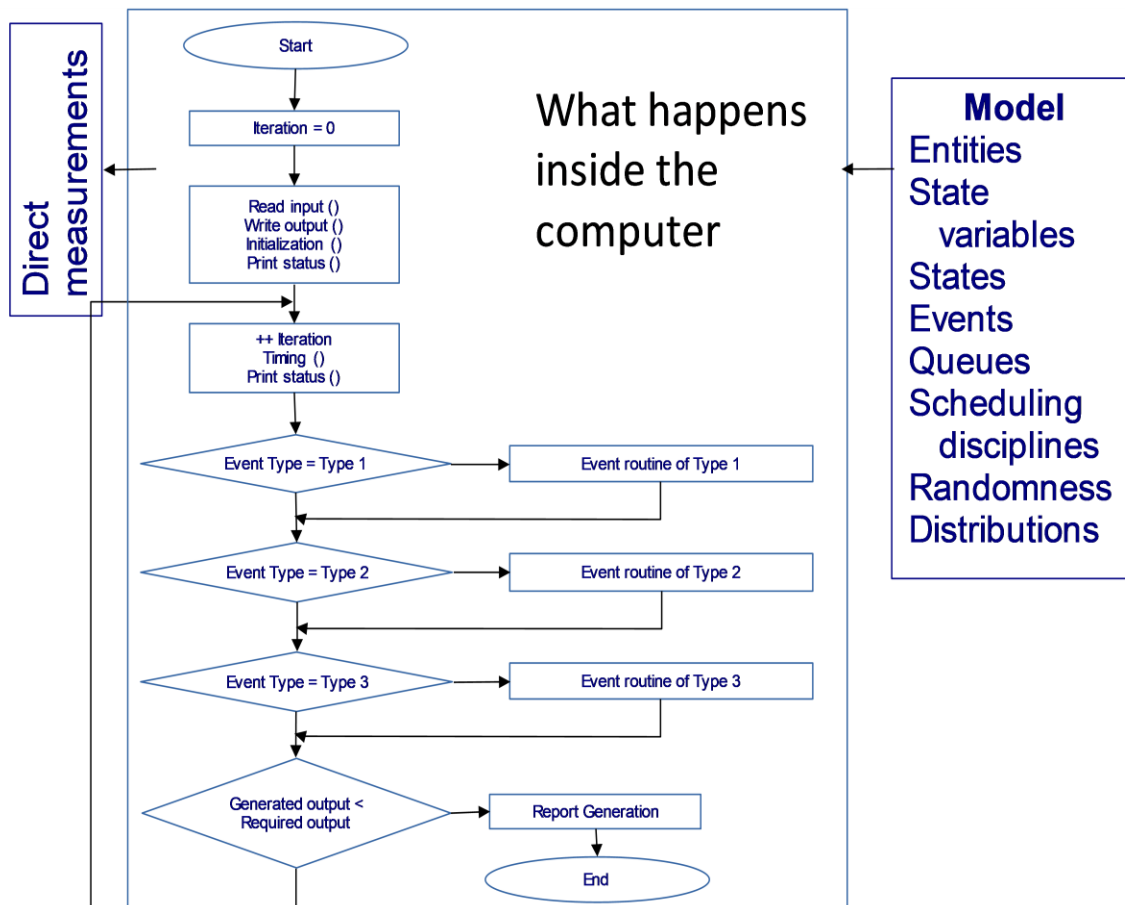 Direct
measurements
Start
Iteration = 0
Read input ()
Write output ()
Initialization ()
Print status ()
++ Iteration
Timing ()
Print status ()
Event Type = Type 1
Event routine of Type 1
Event Type = Type 2
Event routine of Type 2
Event Type = Type 3
Event routine of Type 3
Generated output <
Required output
Report Generation
End
What happens
inside the
computer
Model
Entities
State
variables
States
Events
Queues
Scheduling
disciplines
Randomness
Distributions